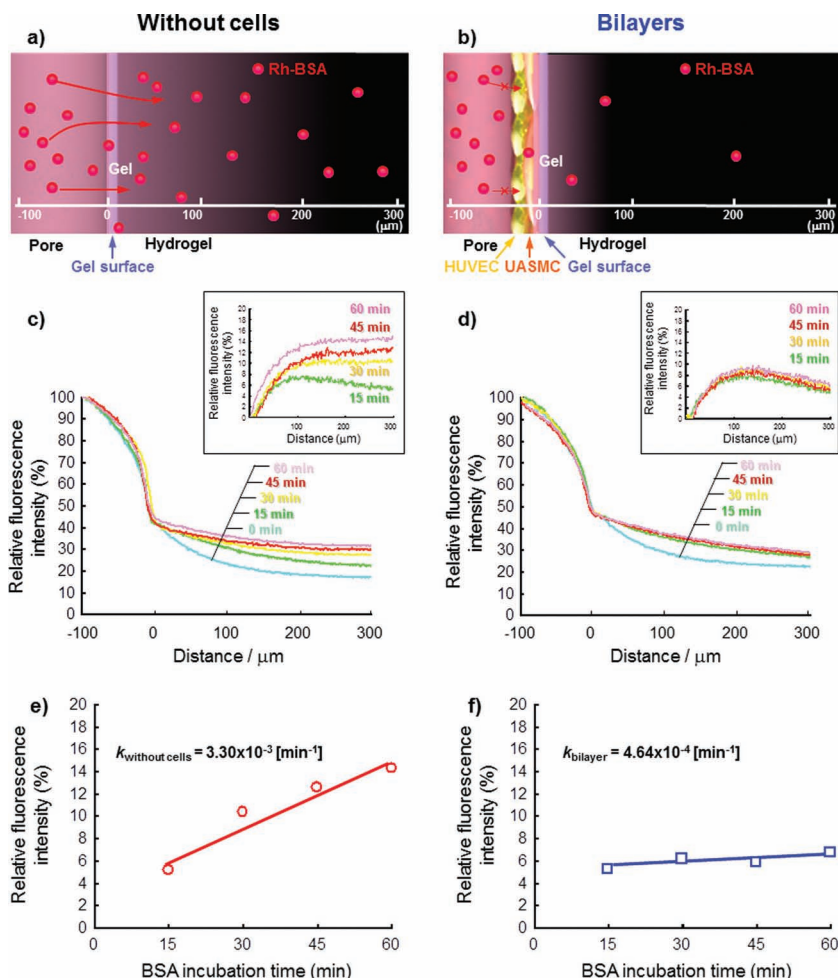 Without cells
Bilayers
a)
Rh-BSA
Gel
-100 0 100 200 300
(μm)
Pore Hydrogel
Gel surface
b)
Rh-BSA
Gel
-100 0 100 200 300
(μm)
Pore Hydrogel
HUVEC UASMC Gel surface
c)
Relative fluorescence
intensity (%)
20
18
16
14
12
10
8
6
4
2
0
0 100 200 300
Distance (μm)
60 min
45 min
30 min
15 min
Relative fluorescence
intensity (%)
100
90
80
70
60
50
40
30
20
10
0
-100 0 100 200 300
Distance / μm
60 min
45 min
30 min
15 min
0 min
d)
Relative fluorescence
intensity (%)
20
18
16
14
12
10
8
6
4
2
0
0 100 200 300
Distance (μm)
60 min
45 min
30 min
15 min
Relative fluorescence
intensity (%)
100
90
80
70
60
50
40
30
20
10
0
-100 0 100 200 300
Distance / μm
60 min
45 min
30 min
15 min
0 min
e)
Relative fluorescence
intensity (%)
20
18
16
14
12
10
8
6
4
2
0
k without cells = 3.30x10-3 [min-1]
0 15 30 45 60
BSA incubation time (min)
f)
Relative fluorescence
intensity (%)
20
18
16
14
12
10
8
6
4
2
0
k bilayer = 4.64x10-4 [min-1]
0 15 30 45 60
BSA incubation time (min)